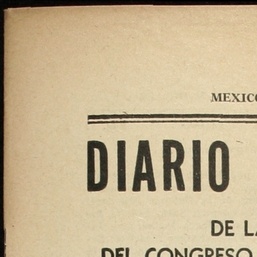 MEXICO
DIARIO
DE LA
DEL CONGRESO